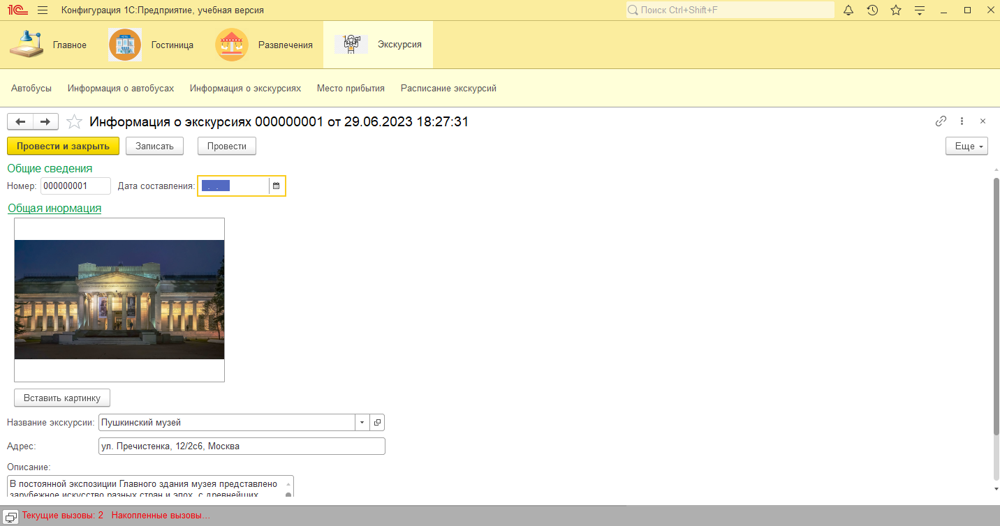 1С Конфигурация 1С:Предприятие, учебная версия Поиск Ctrl+Shift+F
Главное Гостиница Развлечения Экскурсия
Автобусы Информация о автобусах Информация о экскурсиях Место прибытия Расписание экскурсий
Информация о экскурсиях 000000001 от 29.06.2023 18:27:31
Провести и закрыть Записать Провести Еще
Общие сведения
Номер: 000000001 Дата составления: . .
Общая инормация
Вставить картинку
Название экскурсии: Пушкинский музей
Адрес: ул. Пречистенка, 12/2с6, Москва
Описание:
В постоянной экспозиции Главного здания музея представлено
зарубежное искусство разных стран и эпох, с древнейших
Текущие вызовы: 2 Накопленные вызовы…